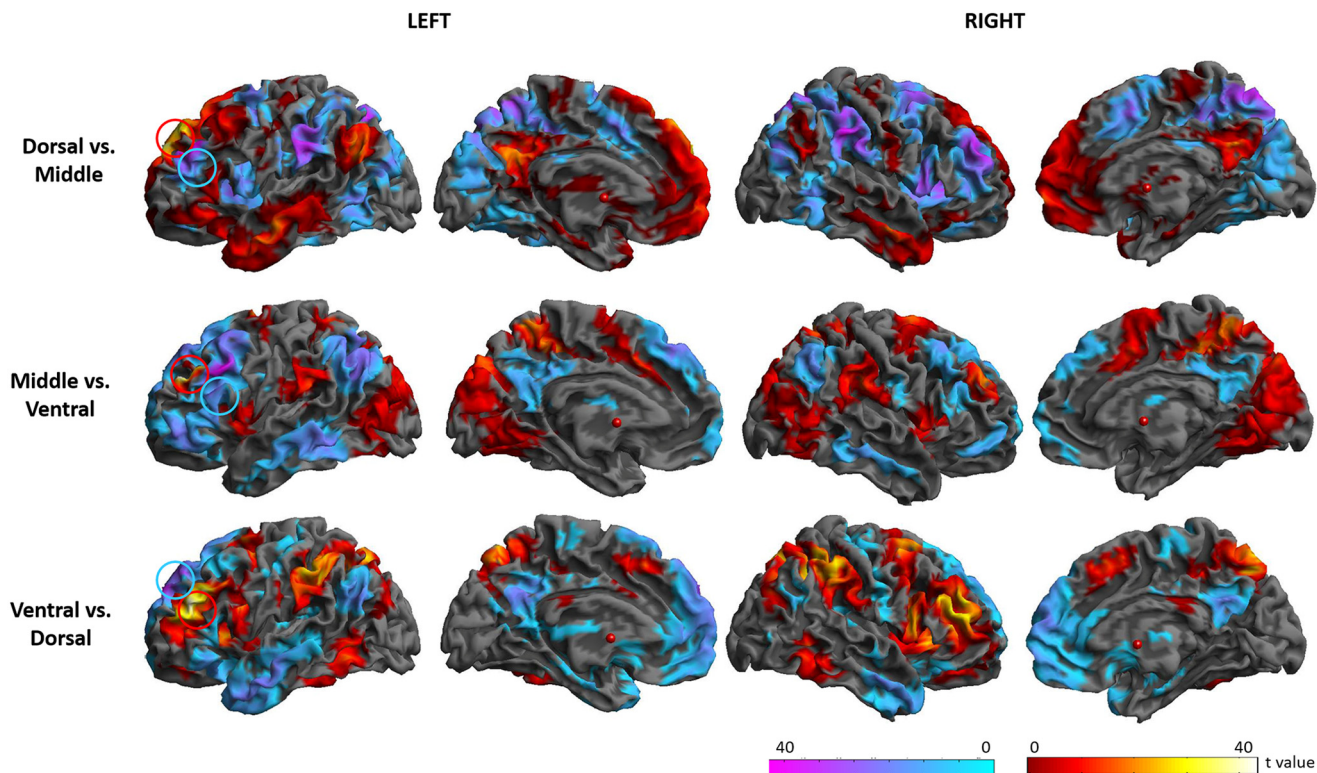 LEFT
RIGHT
Dorsal vs.
Middle
Middle vs.
Ventral
Ventral vs.
Dorsal
40 0
0 40 t value